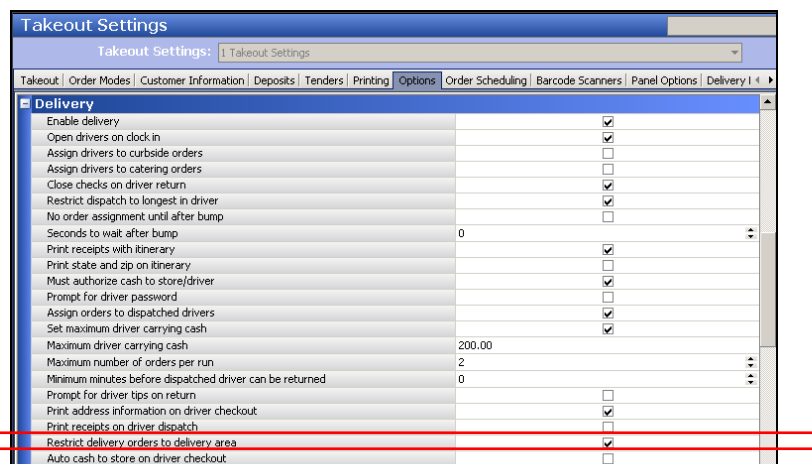 Takeout Settings
Takeout Settings: 1 Takeout Settings
Takeout Order Modes Customer Information Deposits Tenders Printing Options Order Scheduling Barcode Scanners Panel Options Delivery I
Delivery
Enable delivery
Open drivers on clock in
Assign drivers to curbside orders
Assign drivers to catering orders
Close checks on driver return
Restrict dispatch to longest in driver
No order assignment until after bump
Seconds to wait after bump 0
Print receipts with itinerary
Print state and zip on itinerary
Must authorize cash to store/driver
Prompt for driver password
Assign orders to dispatched drivers
Set maximum driver carrying cash
Maximum driver carrying cash 200.00
Maximum number of orders per run 2
Minimum minutes before dispatched driver can be returned 0
Prompt for driver tips on return
Print address information on driver checkout
Print receipts on driver dispatch
Restrict delivery orders to delivery area
Auto cash to store on driver checkout